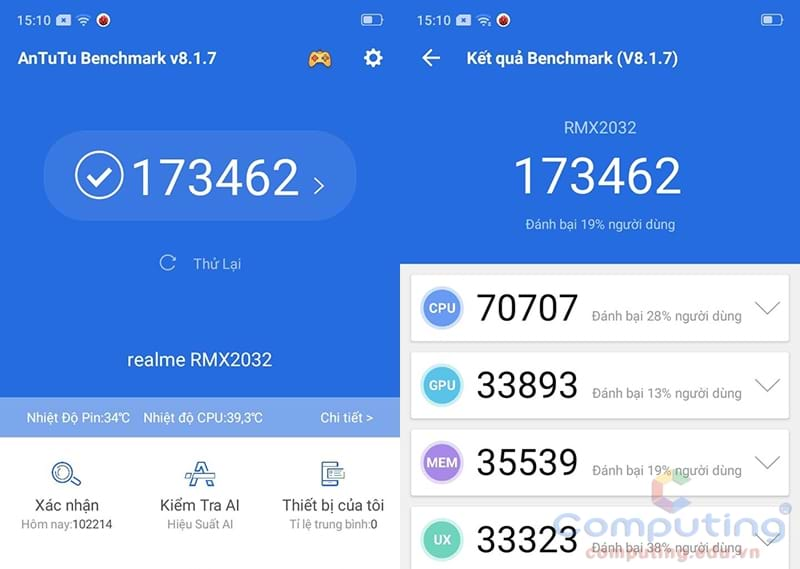 15:10
AnTuTu Benchmark v8.1.7
173462
Thử Lại
realme RMX2032
Nhiệt Độ Pin:34℃ Nhiệt độ CPU:39,3℃ Chi tiết >
Xác nhận
Hôm nay:102214
Kiểm Tra AI
Hiệu Suất AI
Thiết bị của tôi
Tỉ lệ trung bình:0
15:10
Kết quả Benchmark (V8.1.7)
RMX2032
173462
Đánh bại 19% người dùng
CPU 70707 Đánh bại 28% người dùng
GPU 33893 Đánh bại 13% người dùng
MEM 35539 Đánh bại 19% người dùng
UX 33323 Đánh bại 38% người dùng
Computing®
computing.edu.vn